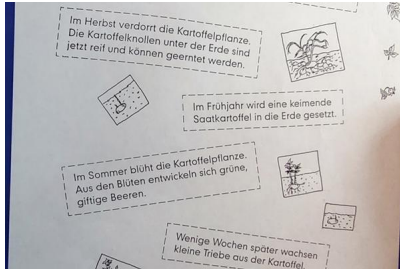 Im Herbst verdorrt die Kartoffelpflanze.
Die Kartoffelknollen unter der Erde sind
jetzt reif und können geerntet werden.
Im Frühjahr wird eine keimende
Saatkartoffel in die Erde gesetzt.
Im Sommer blüht die Kartoffelpflanze.
Aus den Blüten entwickeln sich grüne,
giftige Beeren.
Wenige Wochen später wachsen
kleine Triebe aus der Kartoffel.